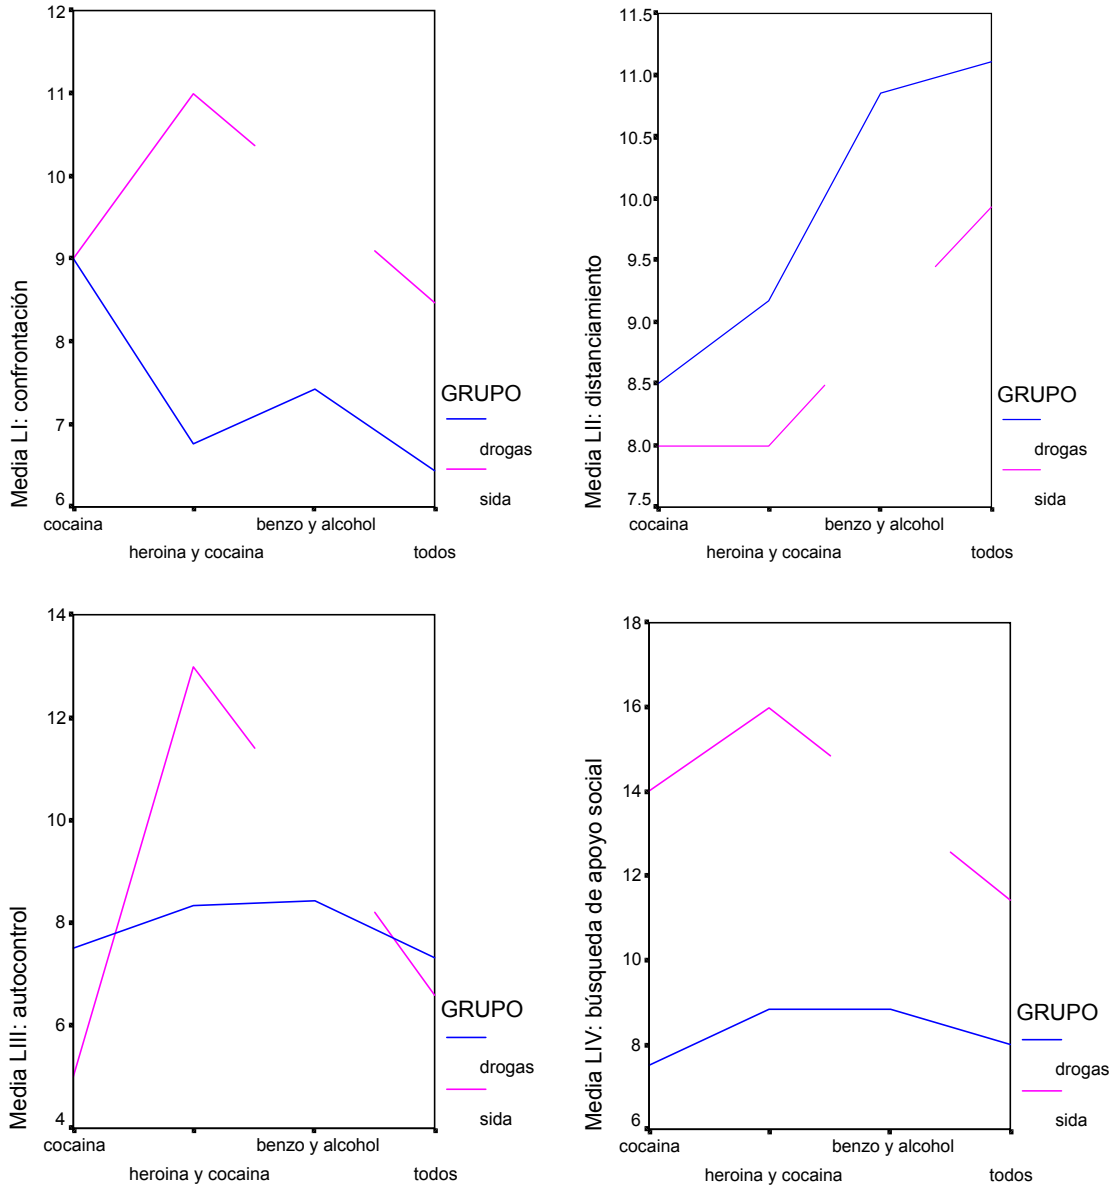 Media LI: confrontación
12
11
10
9
8
7
6
cocaina
benzo y alcohol
heroina y cocaina
todos
GRUPO
drogas
sida
Media LII: distanciamiento
11.5
11.0
10.5
10.0
9.5
9.0
8.5
8.0
7.5
cocaina
benzo y alcohol
heroina y cocaina
todos
GRUPO
drogas
sida
Media LIII: autocontrol
14
12
10
8
6
4
cocaina
benzo y alcohol
heroina y cocaina
todos
GRUPO
drogas
sida
Media LIV: búsqueda de apoyo social
18
16
14
12
10
8
6
cocaina
benzo y alcohol
heroina y cocaina
todos
GRUPO
drogas
sida